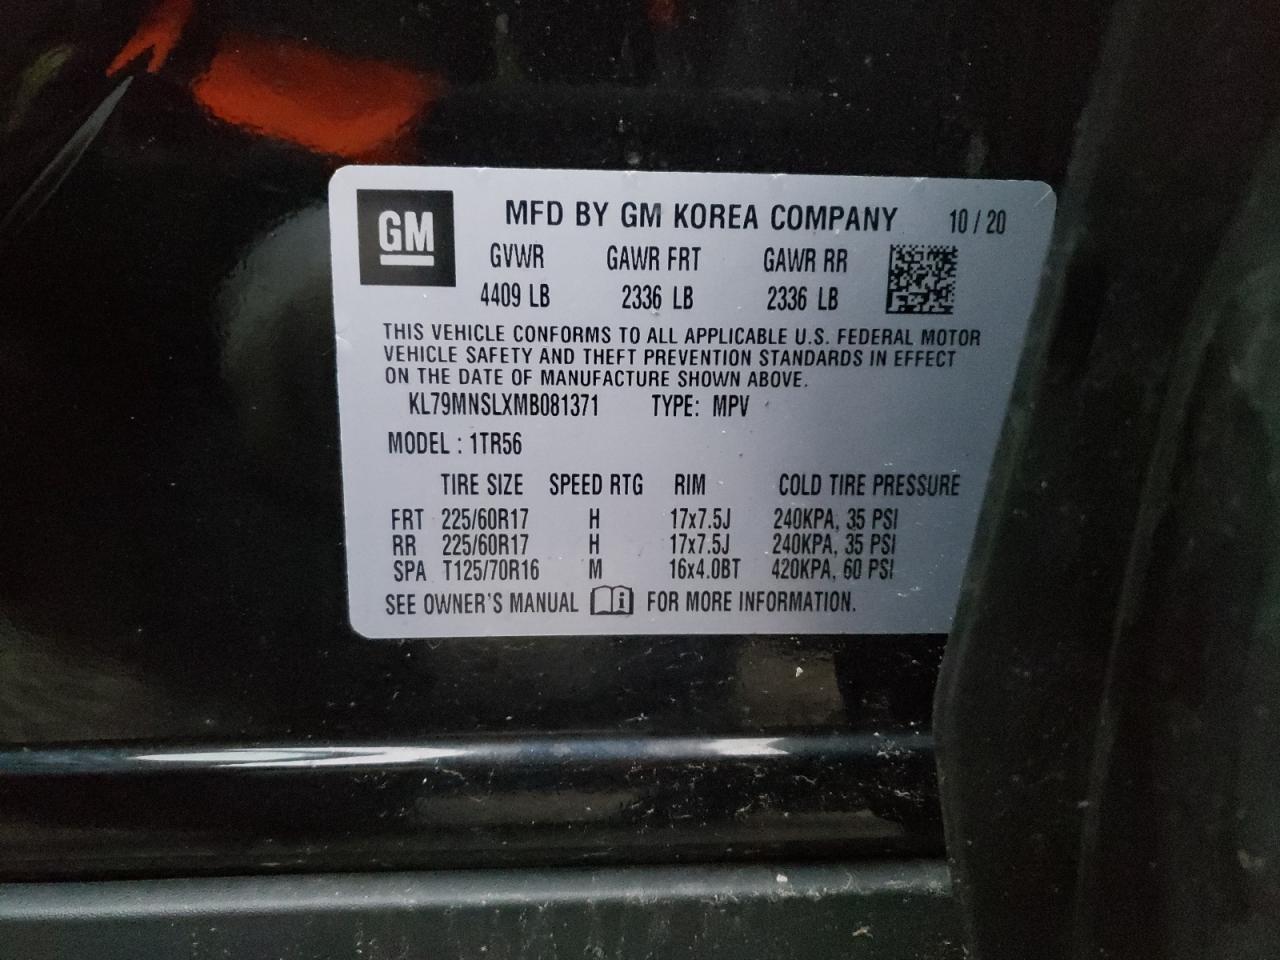 GM MFD BY GM KOREA COMPANY 10 / 20
GVWR GAWR FRT GAWR RR
4409 LB 2336 LB 2336 LB
THIS VEHICLE CONFORMS TO ALL APPLICABLE U.S. FEDERAL MOTOR
VEHICLE SAFETY AND THEFT PREVENTION STANDARDS IN EFFECT
ON THE DATE OF MANUFACTURE SHOWN ABOVE.
KL79MNSLXMB081371 TYPE: MPV
MODEL : 1TR56
TIRE SIZE SPEED RTG RIM COLD TIRE PRESSURE
FRT 225/60R17 H 17x7.5J 240KPA, 35 PSI
RR 225/60R17 H 17x7.5J 240KPA, 35 PSI
SPA T125/70R16 M 16x4.0BT 420KPA, 60 PSI
SEE OWNER'S MANUAL i FOR MORE INFORMATION.